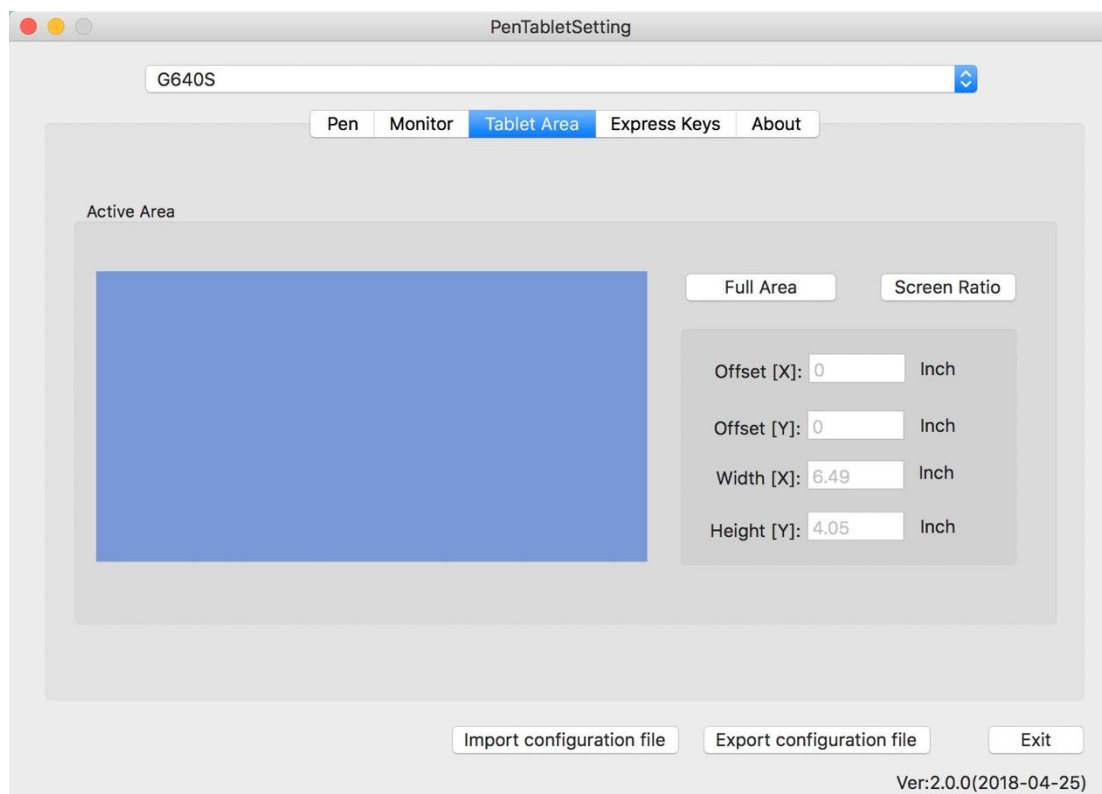 PenTabletSetting
G640S
Pen Monitor Tablet Area Express Keys About
Active Area
Full Area Screen Ratio
Offset [X]: 0 Inch
Offset [Y]: 0 Inch
Width [X]: 6.49 Inch
Height [Y]: 4.05 Inch
Import configuration file Export configuration file Exit
Ver:2.0.0(2018-04-25)